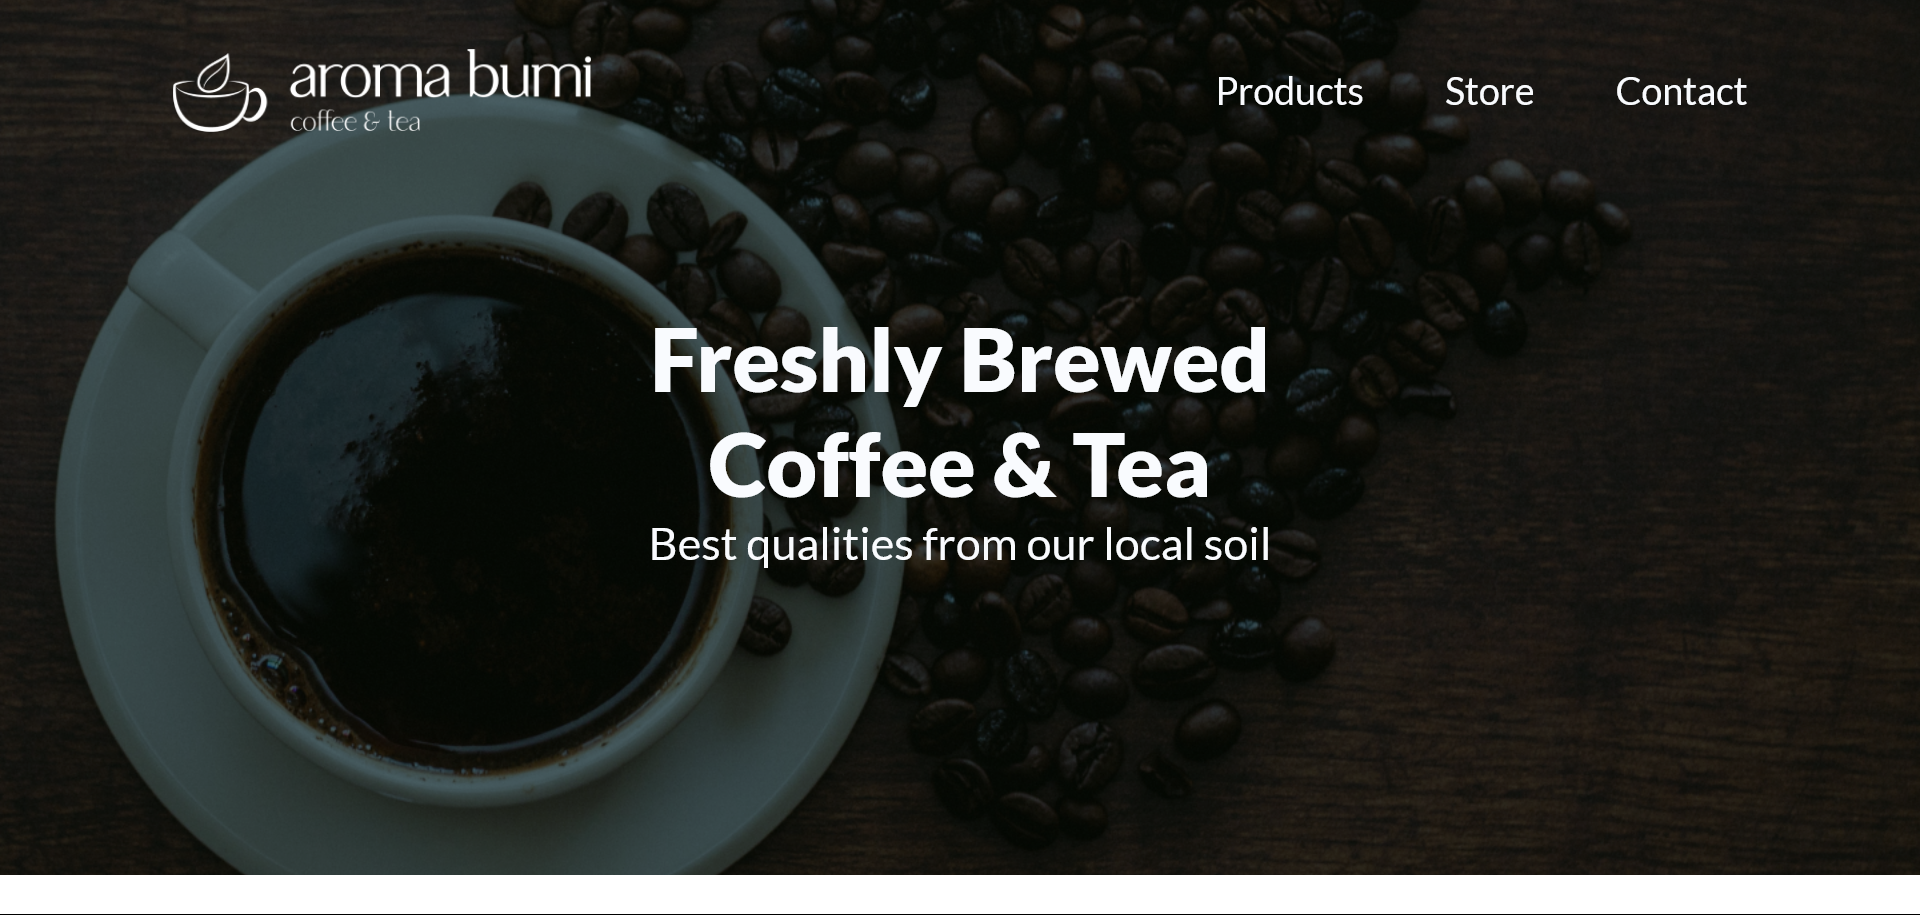 aroma bumi
coffee & tea
Products Store Contact
Freshly Brewed
Coffee & Tea
Best qualities from our local soil